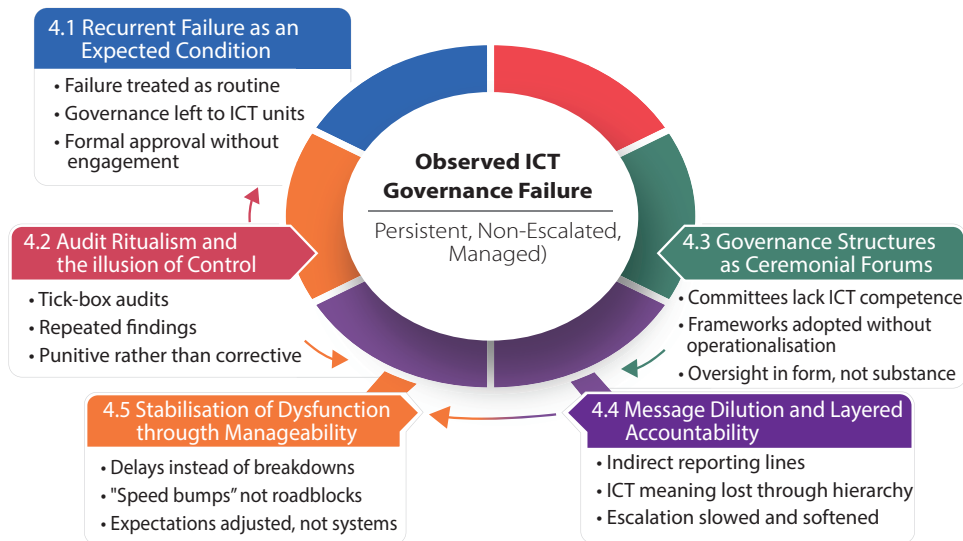 4.1 Recurrent Failure as an
Expected Condition
• Failure treated as routine
• Governance left to ICT units
• Formal approval without
engagement
Observed ICT
Governance Failure
Persistent, Non-Escalated,
Managed)
4.2 Audit Ritualism and
the illusion of Control
• Tick-box audits
• Repeated findings
• Punitive rather than corrective
4.3 Governance Structures
as Ceremonial Forums
• Committees lack ICT competence
• Frameworks adopted without
operationalisation
• Oversight in form, not substance
4.5 Stabilisation of Dysfunction
througth Manageability
• Delays instead of breakdowns
• "Speed bumps” not roadblocks
• Expectations adjusted, not systems
4.4 Message Dilution and Layered
Accountability
• Indirect reporting lines
• ICT meaning lost through hierarchy
• Escalation slowed and softened